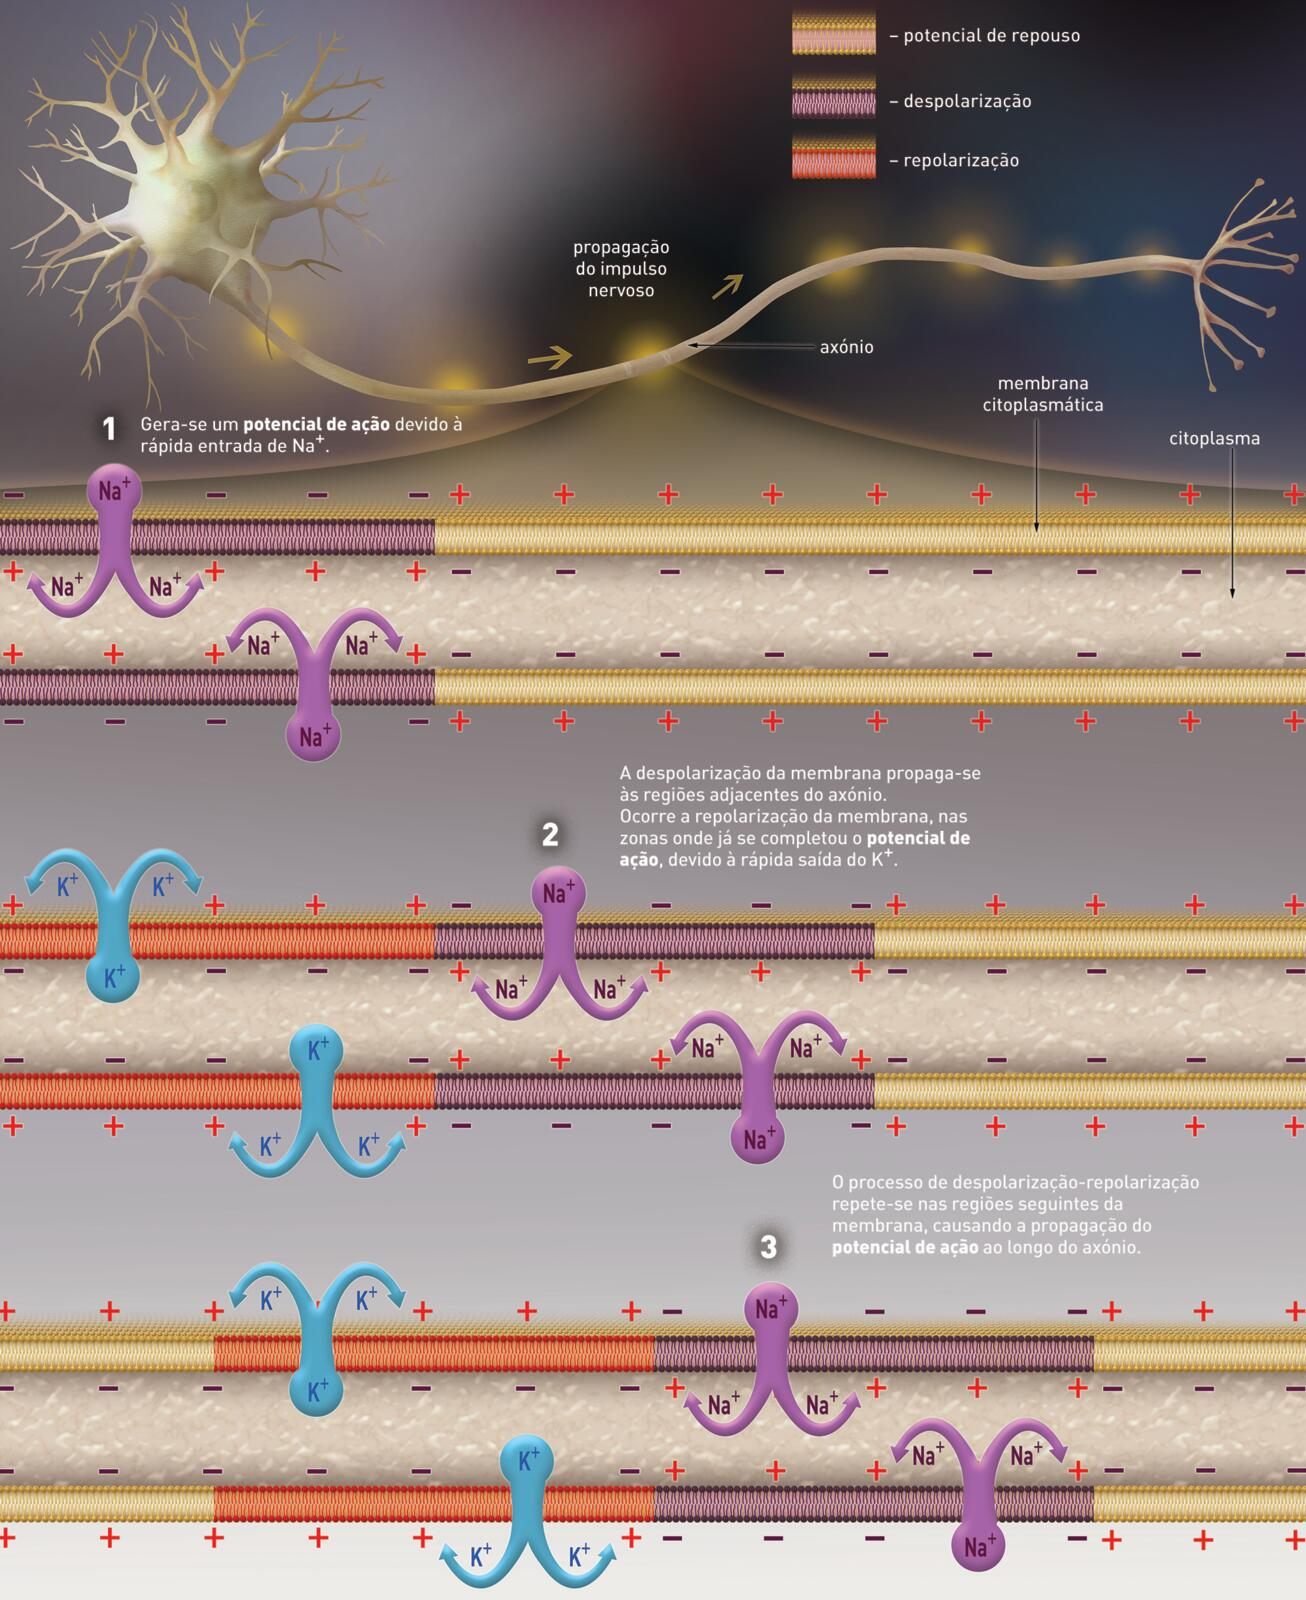 – potencial de repouso
– despolarização
– repolarização
propagação
do impulso
nervoso
axónio
membrana
citoplasmática
citoplasma
1
Gera-se um potencial de ação devido à
rápida entrada de Na⁺.
− Na⁺ − − − + + + + + + + + +
+ Na⁺ Na⁺ + + + − − − − − − − − −
+ + + Na⁺ Na⁺ + − − − − − − − − −
− − − Na⁺ − + + + + + + + + +
A despolarização da membrana propaga-se
às regiões adjacentes do axónio.
Ocorre a repolarização da membrana, nas
zonas onde já se completou o potencial de
ação, devido à rápida saída do K⁺.
2
+ K⁺ K⁺ + + + − Na⁺ − − − + + + + +
− K⁺ − − − + Na⁺ Na⁺ + + + − − − − −
− − − K⁺ − + + + Na⁺ Na⁺ + − − − − −
+ + + K⁺ K⁺ + − − − Na⁺ − + + + + +
O processo de despolarização-repolarização
repete-se nas regiões seguintes da
membrana, causando a propagação do
potencial de ação ao longo do axónio.
3
+ + + K⁺ K⁺ + + + − Na⁺ − − − + + +
− − − K⁺ − − − + Na⁺ Na⁺ + + + − − −
− − − − − K⁺ − + + + Na⁺ Na⁺ + − − −
+ + + + + K⁺ K⁺ + − − − Na⁺ − + + +